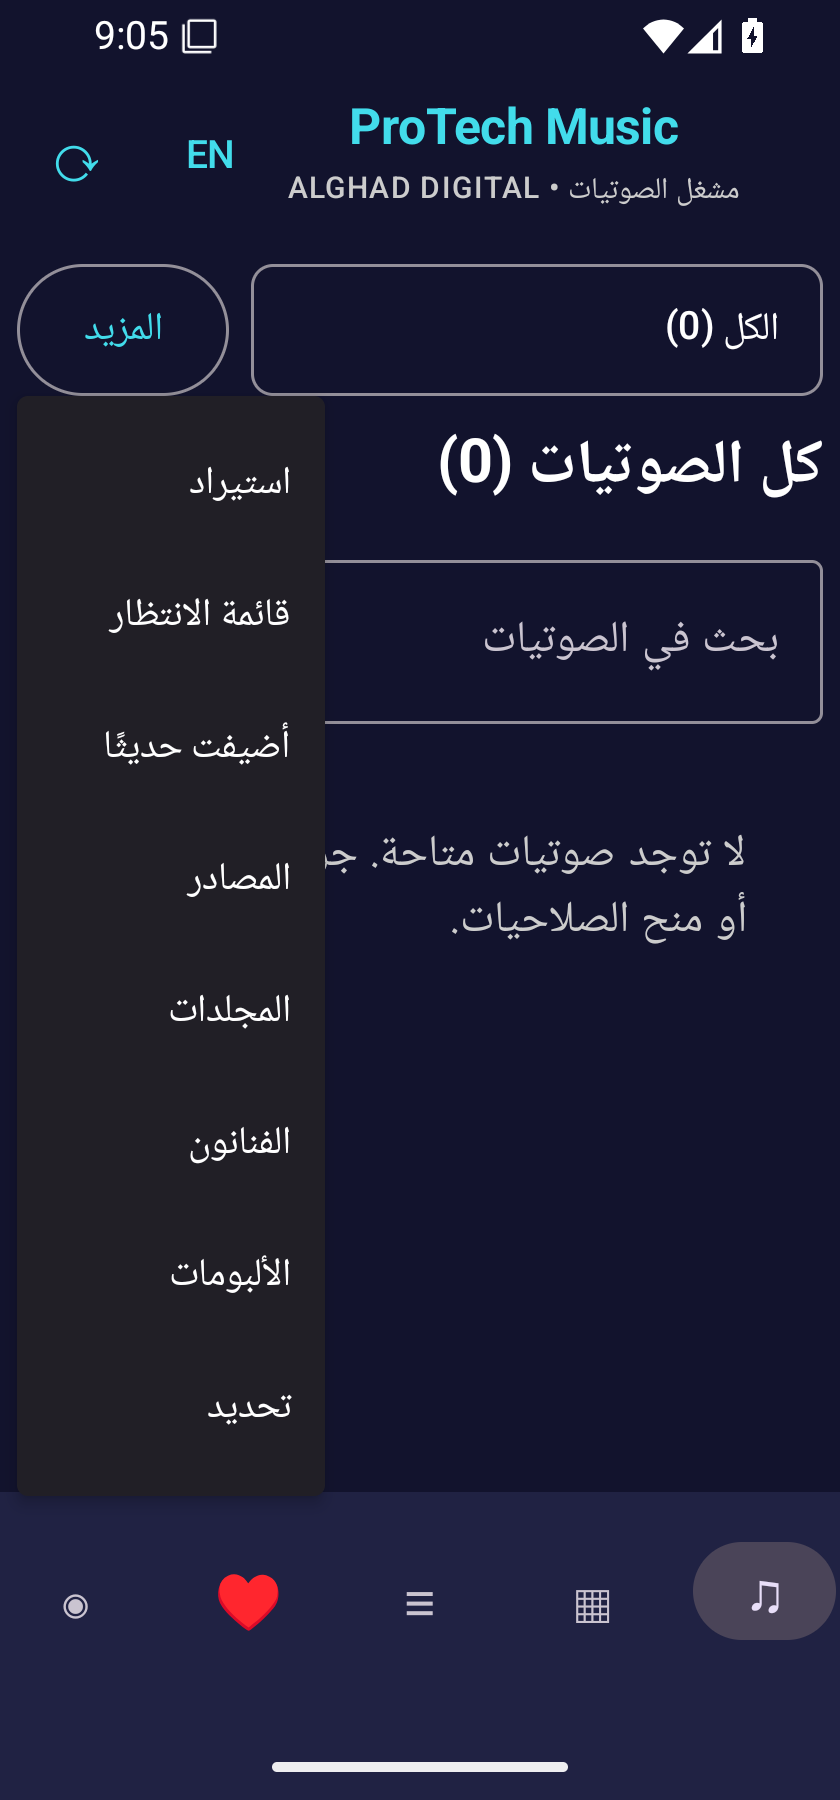 9:05
ProTech Music
EN
مشغل الصوتيات • ALGHAD DIGITAL
الكل (0)
المزيد
كل الصوتيات (0)
استيراد
قائمة الانتظار
بحث في الصوتيات
أضيفت حديثًا
لا توجد صوتيات متاحة.
المصادر
أو منح الصلاحيات.
المجلدات
الفنانون
الألبومات
تحديد